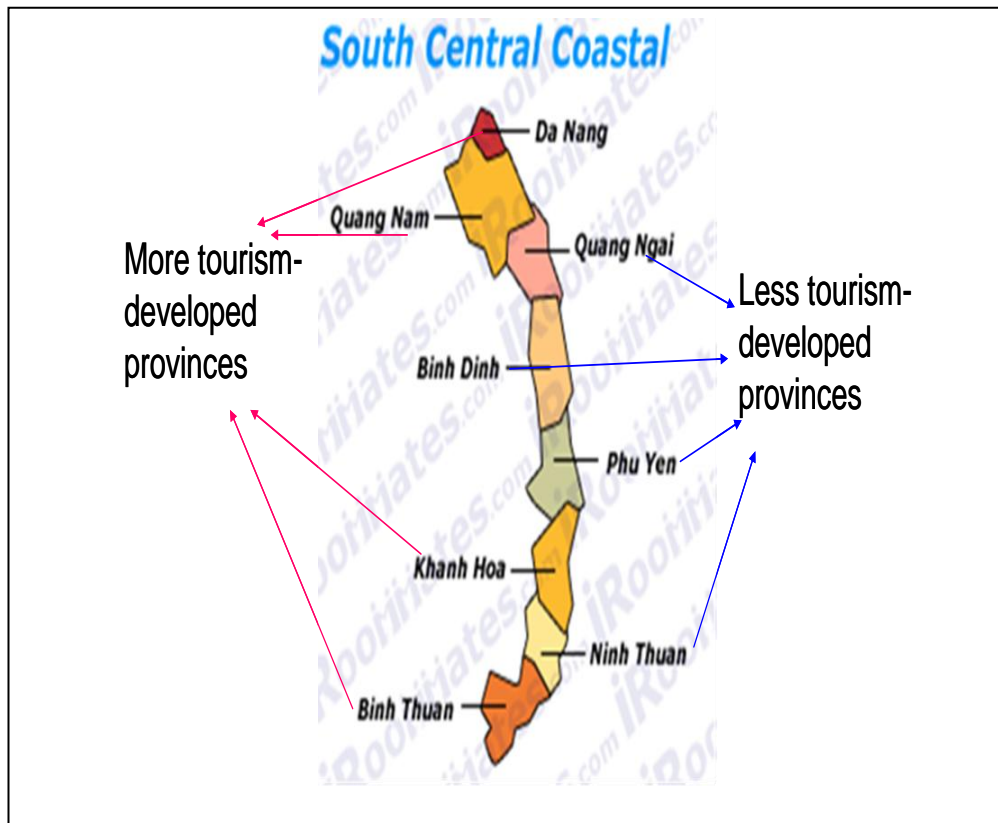 South Central Coastal
Da Nang
Quang Nam
Quang Ngai
More tourism-
developed
provinces
Less tourism-
developed
provinces
Binh Dinh
Phu Yen
Khanh Hoa
Ninh Thuan
Binh Thuan